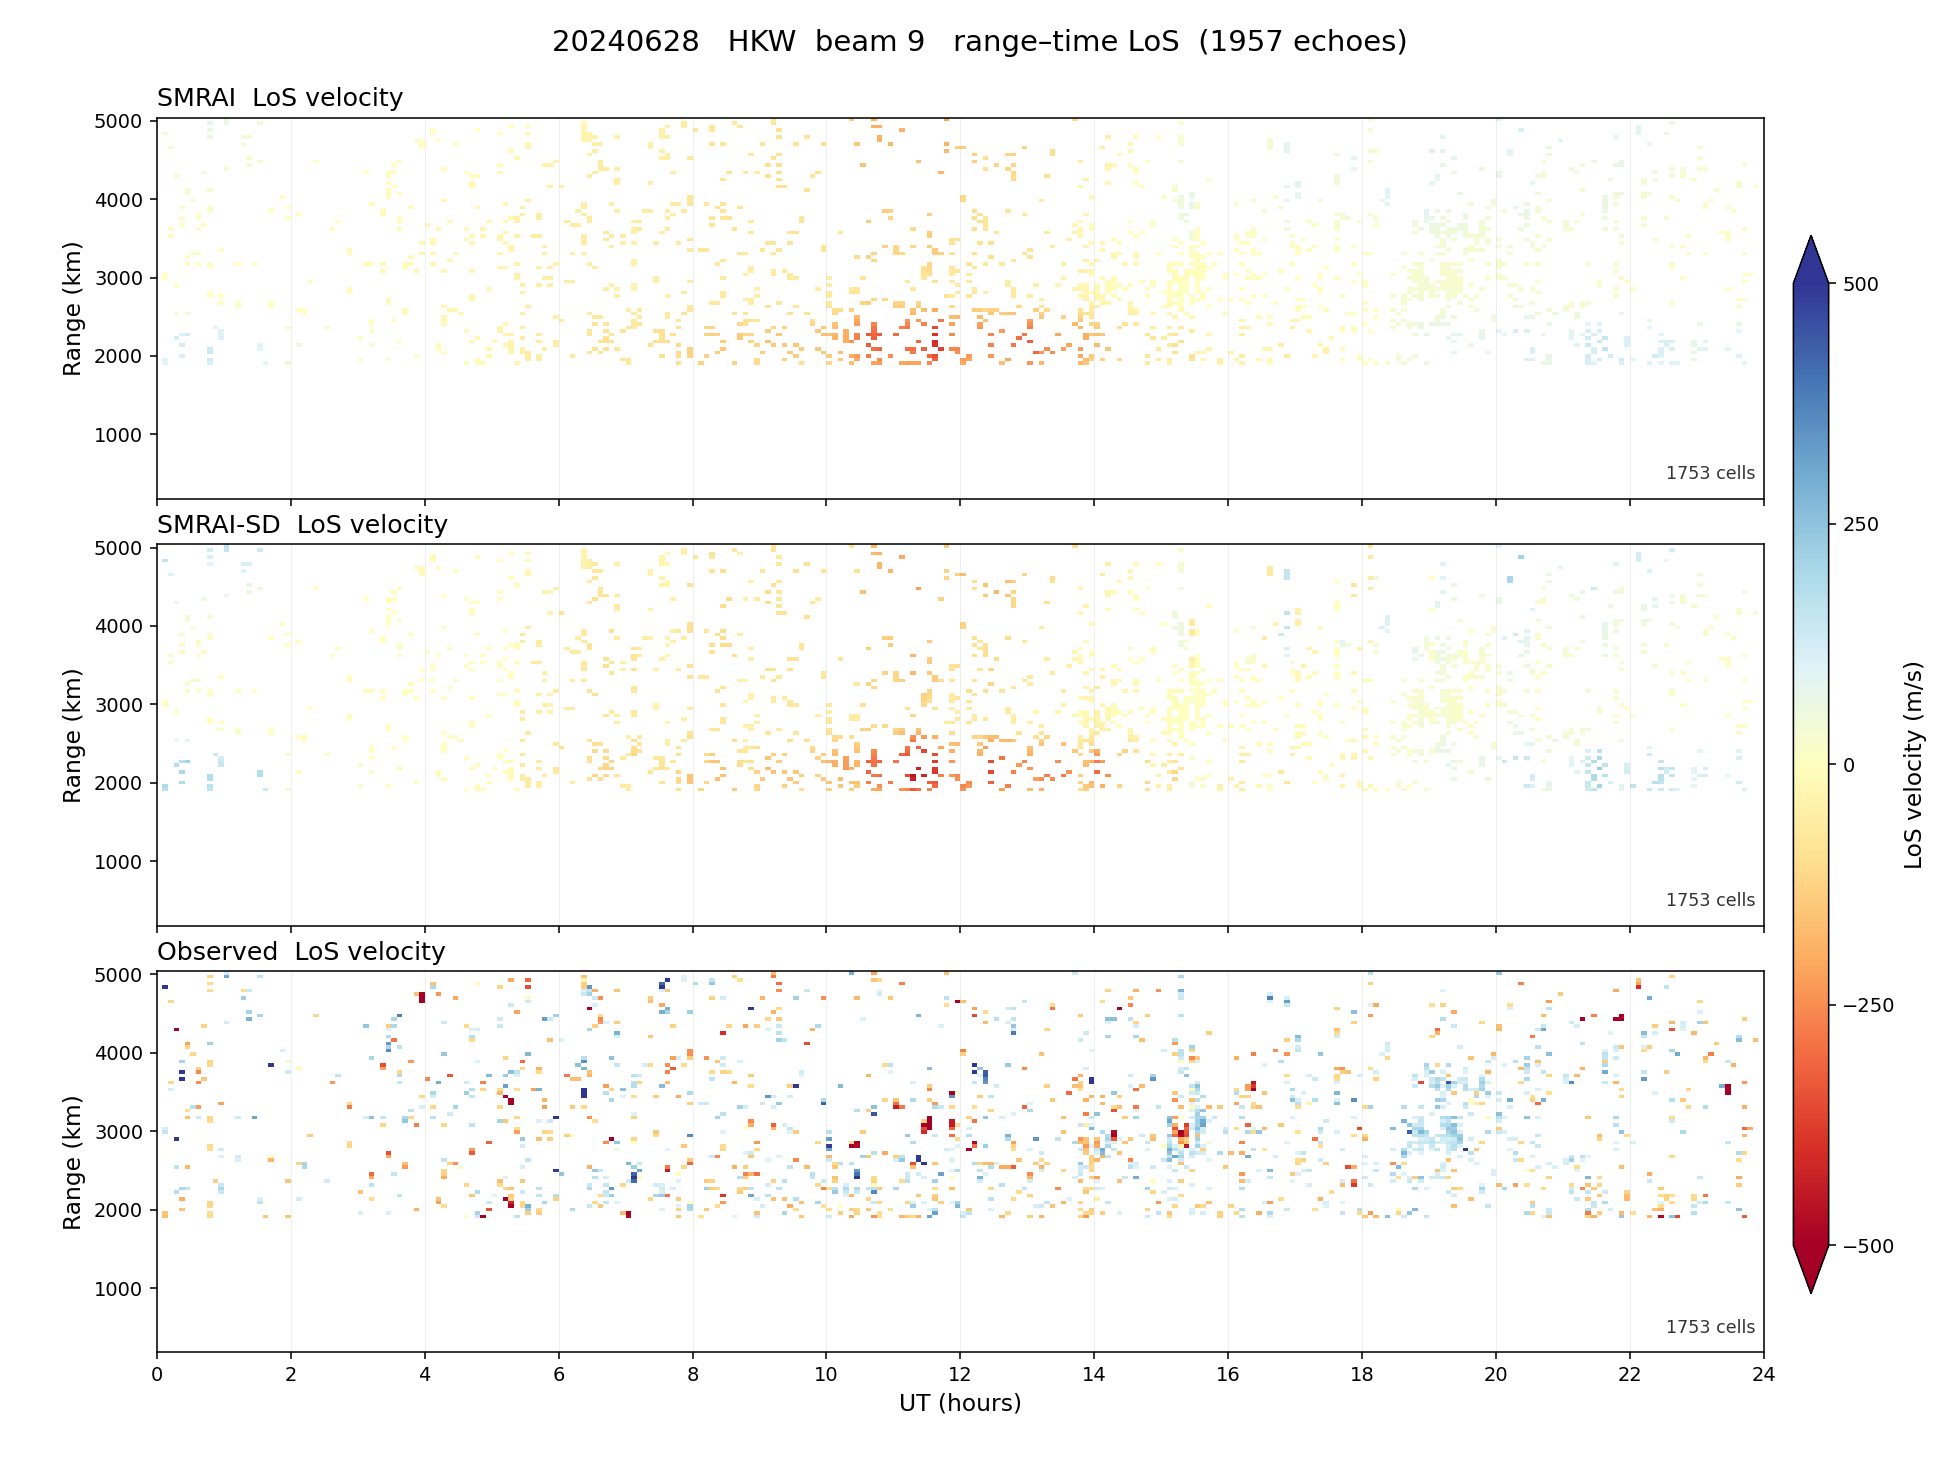 20240628   HKW  beam 9   range–time LoS  (1957 echoes)
SMRAI  LoS velocity
5000
4000
3000
2000
1000
Range (km)
1753 cells
SMRAI-SD  LoS velocity
5000
4000
3000
2000
1000
Range (km)
1753 cells
Observed  LoS velocity
5000
4000
3000
2000
1000
Range (km)
1753 cells
0 2 4 6 8 10 12 14 16 18 20 22 24
UT (hours)
500
250
0
−250
−500
LoS velocity (m/s)